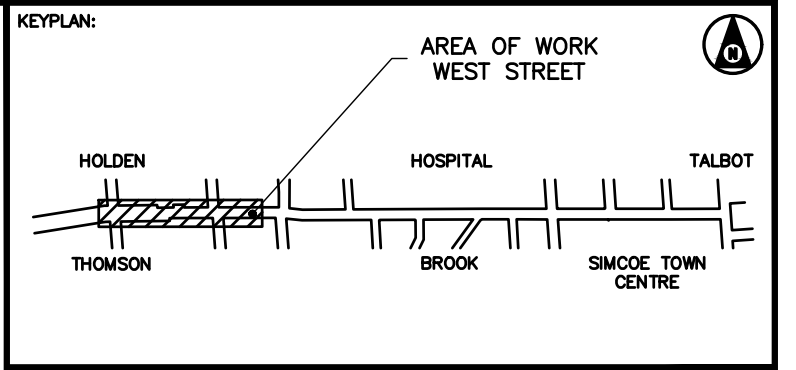 KEYPLAN:
AREA OF WORK
WEST STREET
N
HOLDEN
HOSPITAL
TALBOT
THOMSON
BROOK
SIMCOE TOWN
CENTRE